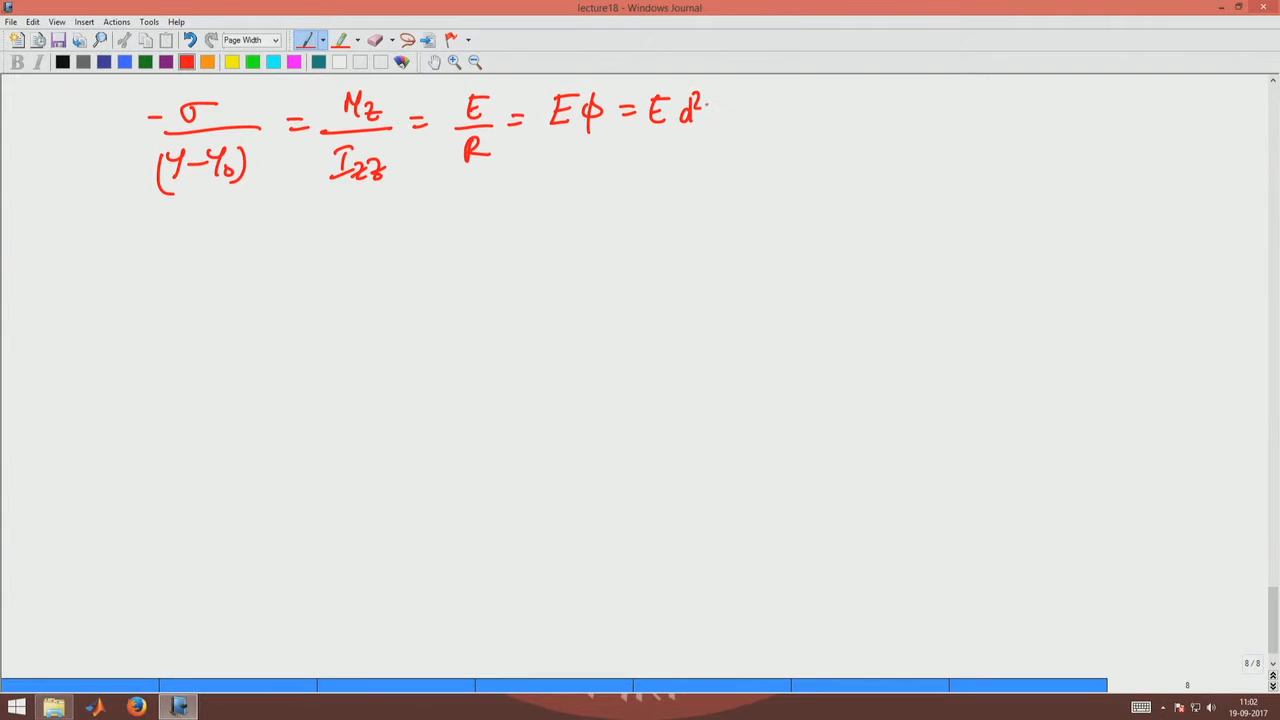 lecture18 - Windows Journal
File Edit View Insert Actions Tools Help
Page Width
B I
-σ/(y-y₀) = M_z/I_zz = E/R = Eφ = E d²
8 / 8
8
11:02
19-09-2017